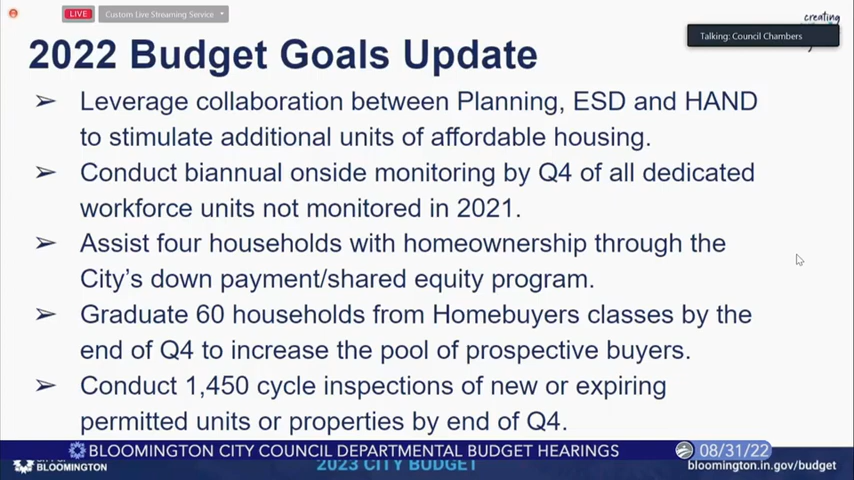 LIVE
Custom Live Streaming Service
creating
Talking: Council Chambers
2022 Budget Goals Update
➢ Leverage collaboration between Planning, ESD and HAND
to stimulate additional units of affordable housing.
➢ Conduct biannual onside monitoring by Q4 of all dedicated
workforce units not monitored in 2021.
➢ Assist four households with homeownership through the
City's down payment/shared equity program.
➢ Graduate 60 households from Homebuyers classes by the
end of Q4 to increase the pool of prospective buyers.
➢ Conduct 1,450 cycle inspections of new or expiring
permitted units or properties by end of Q4.
BLOOMINGTON CITY COUNCIL DEPARTMENTAL BUDGET HEARINGS
08/31/22
BLOOMINGTON
2023 CITY BUDGET
bloomington.in.gov/budget